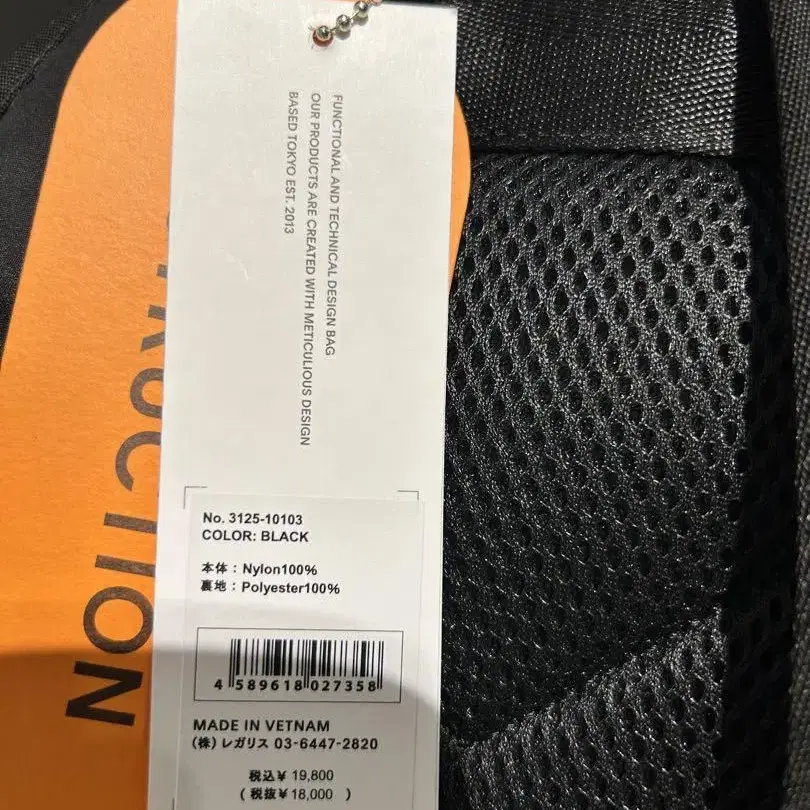 FUNCTIONAL AND TECHNICAL DESIGN BAG
OUR PRODUCTS ARE CREATED WITH METICULIOUS DESIGN
BASED TOKYO EST. 2013
No. 3125-10103
COLOR: BLACK
本体：Nylon100%
裏地：Polyester100%
4 589618 027358
MADE IN VETNAM
(株) レガリス 03-6447-2820
税込¥ 19,800
( 税抜¥ 18,000 )